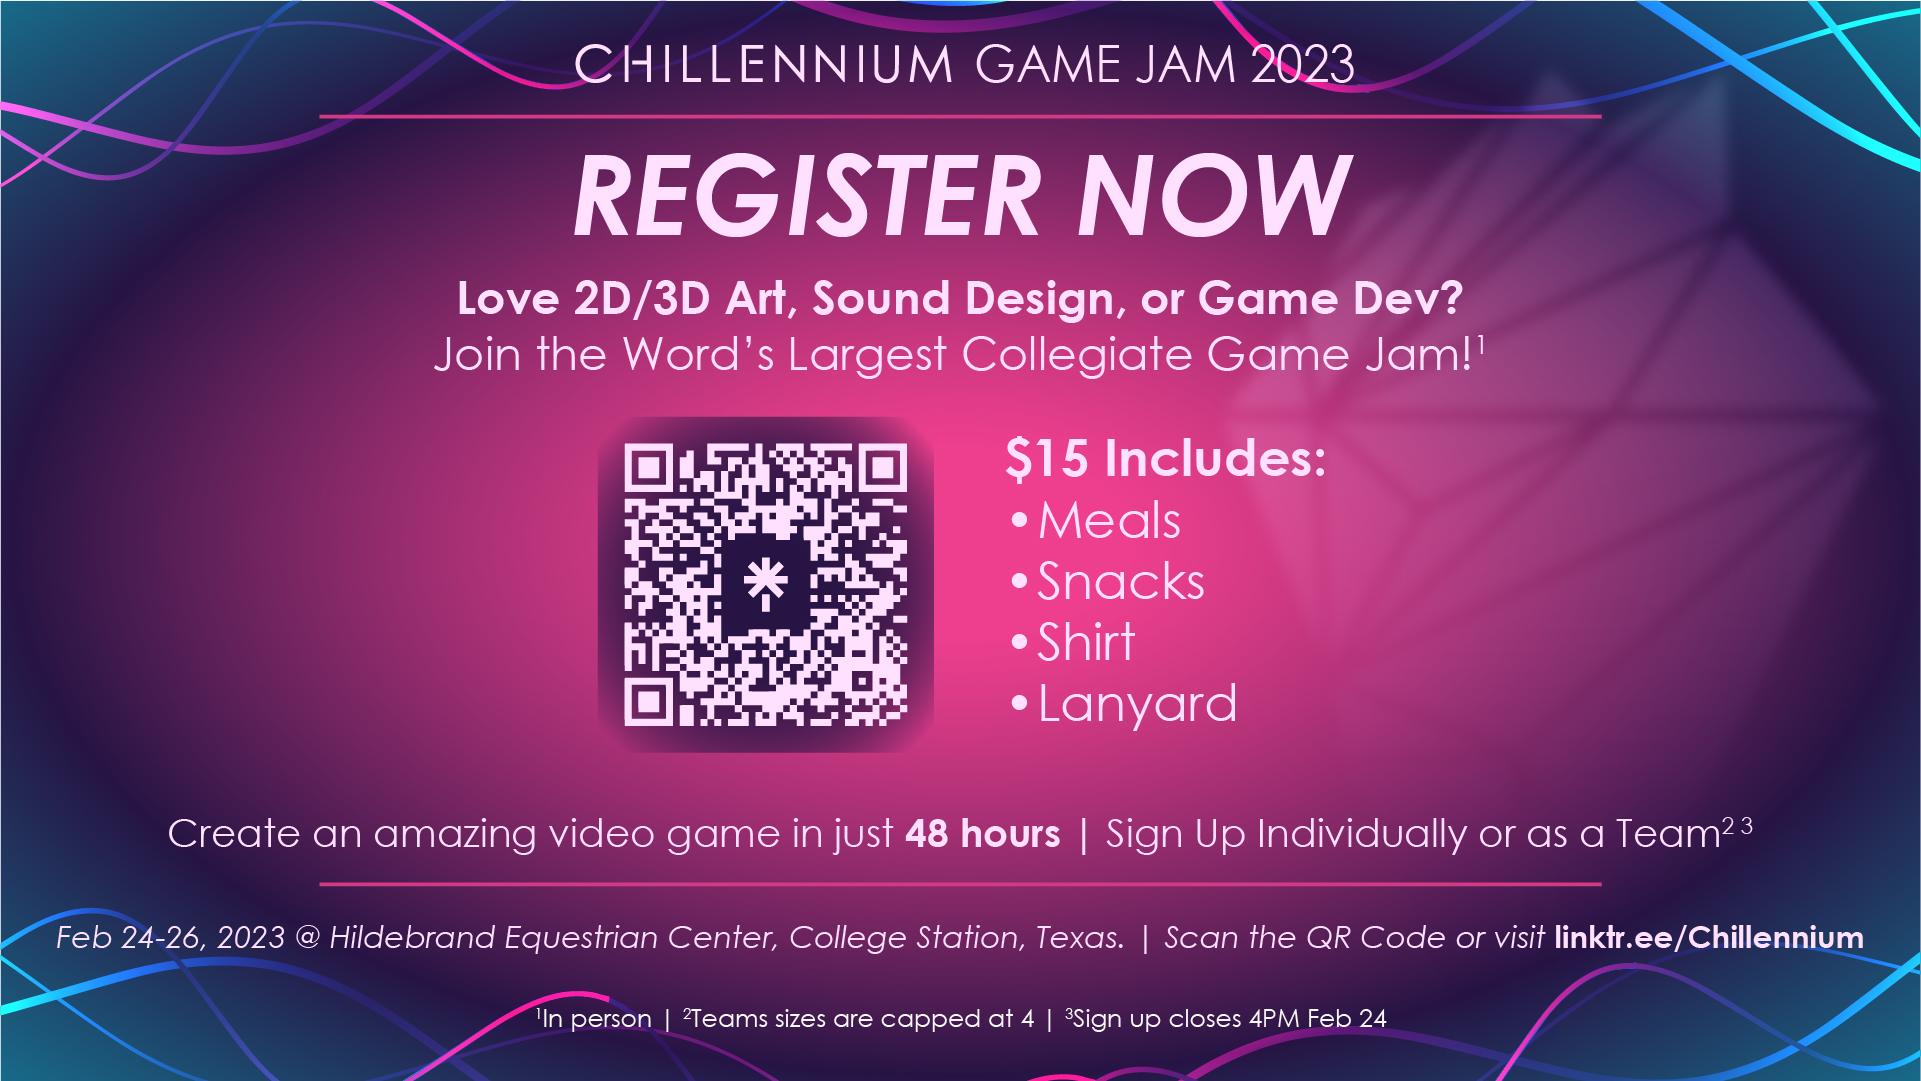 CHILLENNIUM GAME JAM 2023
REGISTER NOW
Love 2D/3D Art, Sound Design, or Game Dev?
Join the Word’s Largest Collegiate Game Jam!¹
$15 Includes:
•Meals
•Snacks
•Shirt
•Lanyard
Create an amazing video game in just 48 hours | Sign Up Individually or as a Team² ³
Feb 24-26, 2023 @ Hildebrand Equestrian Center, College Station, Texas. | Scan the QR Code or visit linktr.ee/Chillennium
¹In person | ²Teams sizes are capped at 4 | ³Sign up closes 4PM Feb 24